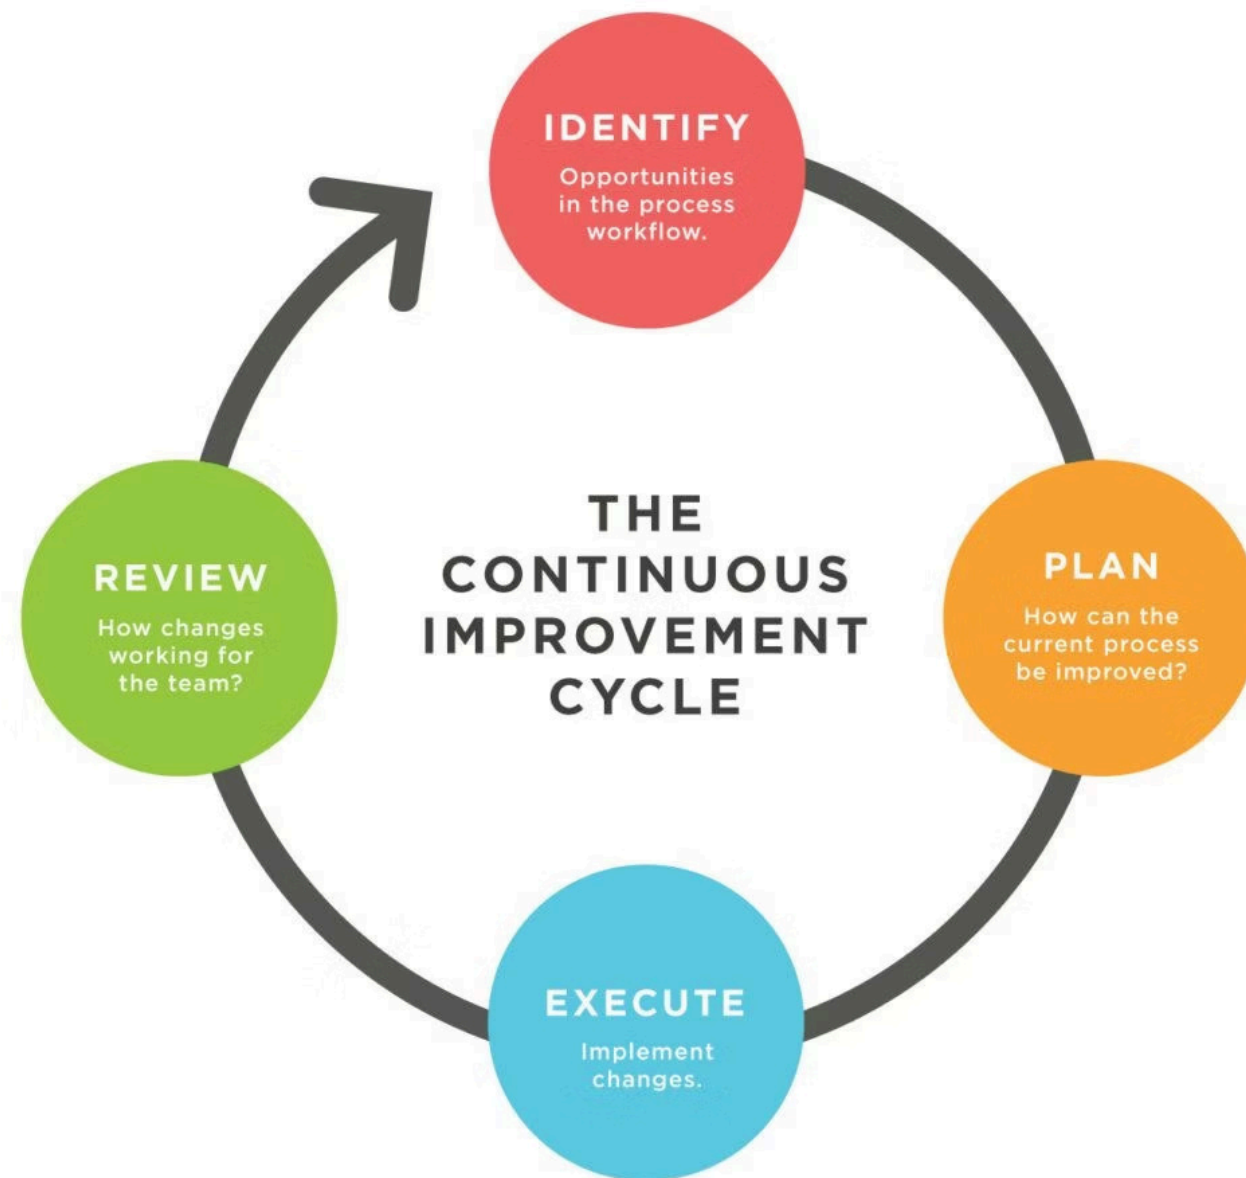 IDENTIFY
Opportunities
in the process
workflow.
THE
CONTINUOUS
IMPROVEMENT
CYCLE
PLAN
How can the
current process
be improved?
EXECUTE
Implement
changes.
REVIEW
How changes
working for
the team?